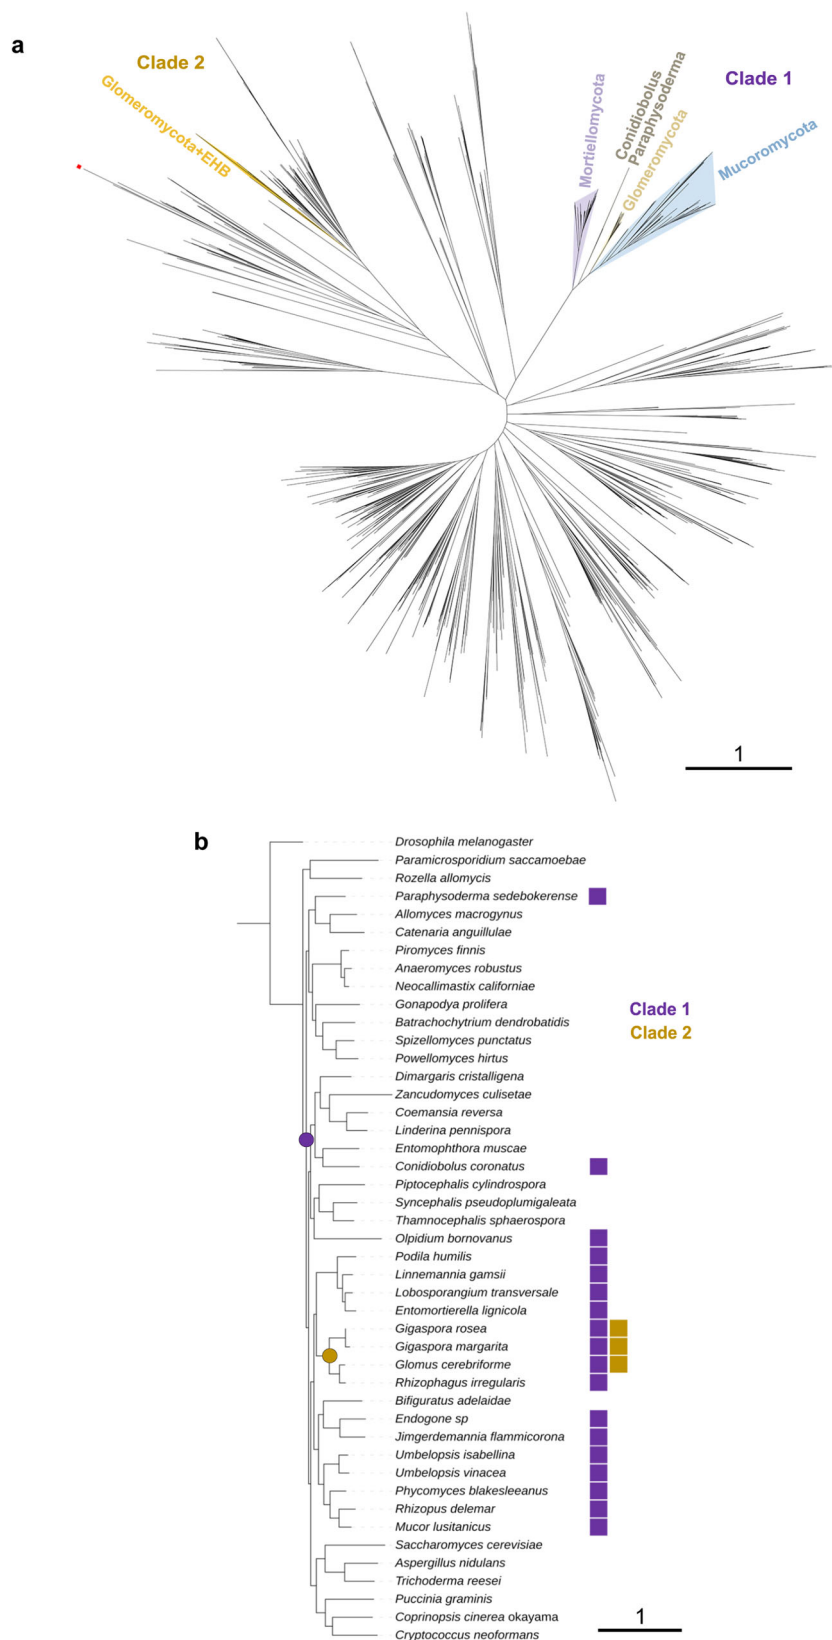 a
Clade 2
Glomeromycota+EHB
Mortiellomycota
Conidiobolus
Paraphysoderma
Glomeromycota
Clade 1
Mucoromycota
1
b
Drosophila melanogaster
Paramicrosporidium saccamoebae
Rozella allomycis
Paraphysoderma sedebokerense
Allomyces macrogynus
Catenaria anguillulae
Piromyces finnis
Anaeromyces robustus
Neocallimastix californiae
Gonapodya prolifera
Batrachochytrium dendrobatidis
Spizellomyces punctatus
Powellomyces hirtus
Dimargaris cristalligena
Zancudomyces culisetae
Coemansia reversa
Linderina pennispora
Entomophthora muscae
Conidiobolus coronatus
Piptocephalis cylindrospora
Syncephalis pseudoplumigaleata
Thamnocephalis sphaerospora
Olpidium bornovanus
Podila humilis
Linnemannia gamsii
Lobosporangium transversale
Entomortierella lignicola
Gigaspora rosea
Gigaspora margarita
Glomus cerebriforme
Rhizophagus irregularis
Bifiguratus adelaidae
Endogone sp
Jimgerdemannia flammicorona
Umbelopsis isabellina
Umbelopsis vinacea
Phycomyces blakesleeanus
Rhizopus delemar
Mucor lusitanicus
Saccharomyces cerevisiae
Aspergillus nidulans
Trichoderma reesei
Puccinia graminis
Coprinopsis cinerea okayama
Cryptococcus neoformans
Clade 1
Clade 2
1